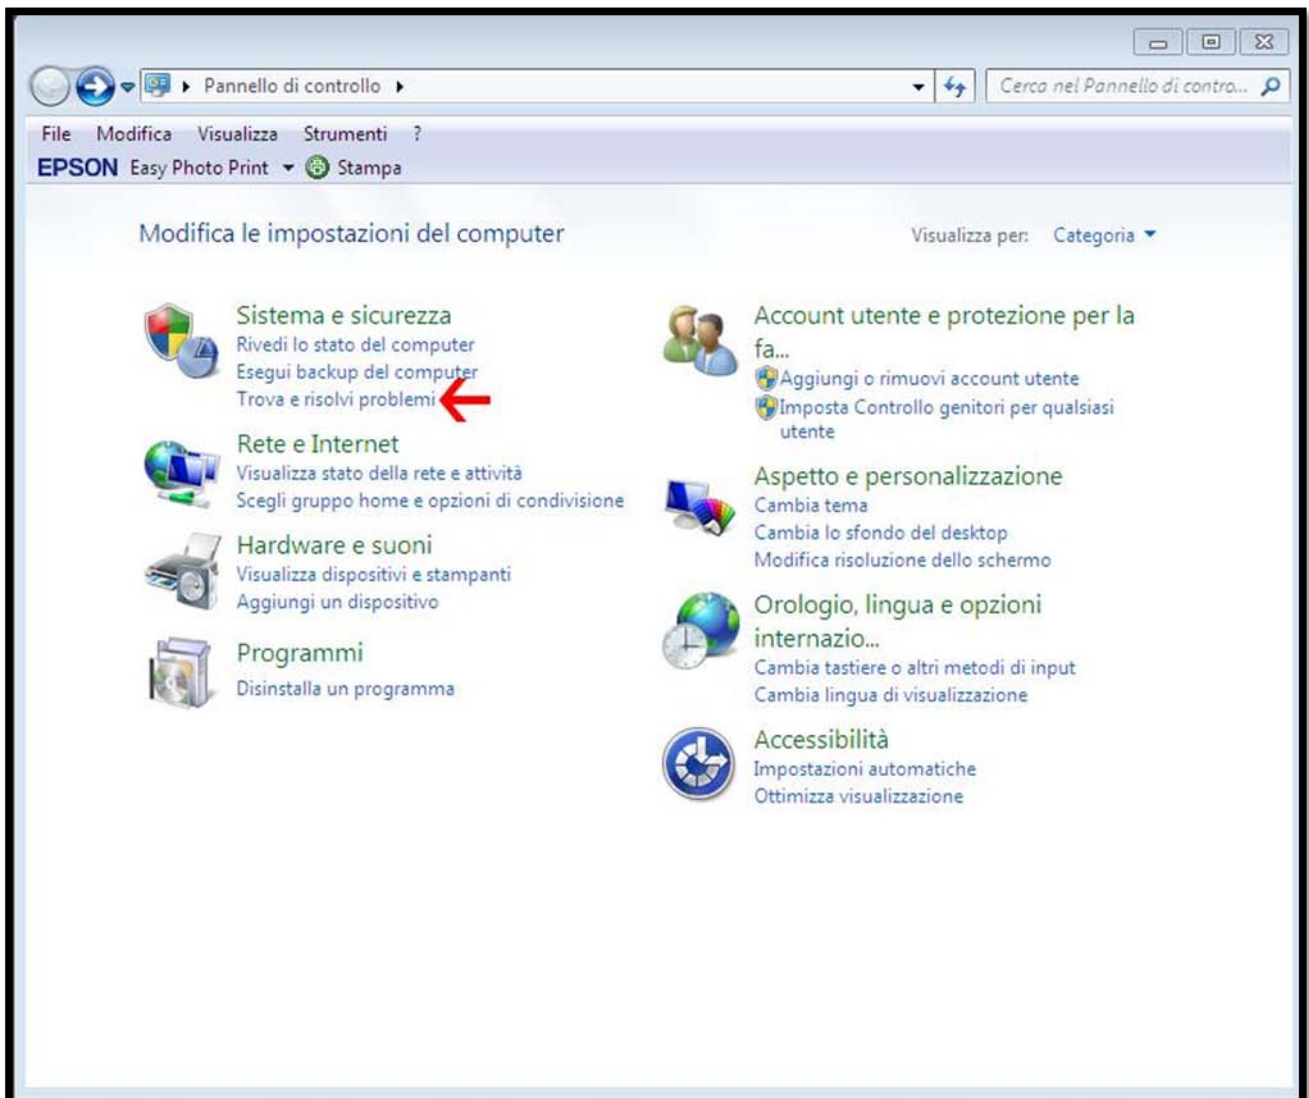 Pannello di controllo
Cerca nel Pannello di contro...
File Modifica Visualizza Strumenti ?
EPSON Easy Photo Print Stampa
Modifica le impostazioni del computer
Visualizza per: Categoria
Sistema e sicurezza
Rivedi lo stato del computer
Esegui backup del computer
Trova e risolvi problemi
Rete e Internet
Visualizza stato della rete e attività
Scegli gruppo home e opzioni di condivisione
Hardware e suoni
Visualizza dispositivi e stampanti
Aggiungi un dispositivo
Programmi
Disinstalla un programma
Account utente e protezione per la
fa...
Aggiungi o rimuovi account utente
Imposta Controllo genitori per qualsiasi
utente
Aspetto e personalizzazione
Cambia tema
Cambia lo sfondo del desktop
Modifica risoluzione dello schermo
Orologio, lingua e opzioni
internazio...
Cambia tastiere o altri metodi di input
Cambia lingua di visualizzazione
Accessibilità
Impostazioni automatiche
Ottimizza visualizzazione